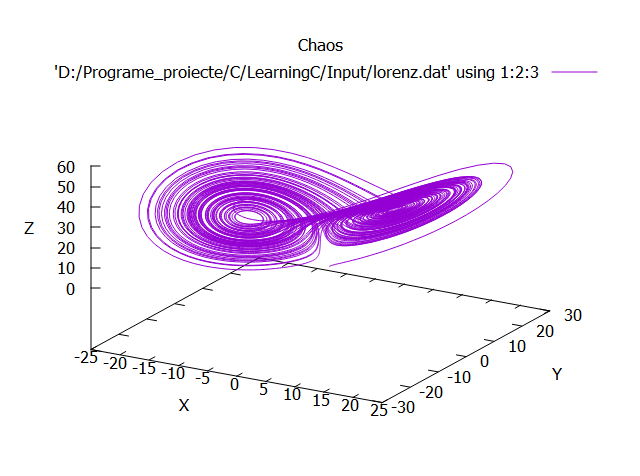 Chaos
'D:/Programe_proiecte/C/LearningC/Input/lorenz.dat' using 1:2:3
60
50
40
30
20
10
0
Z
-25 -20 -15 -10 -5 0 5 10 15 20 25
X
-30 -20 -10 0 10 20 30
Y